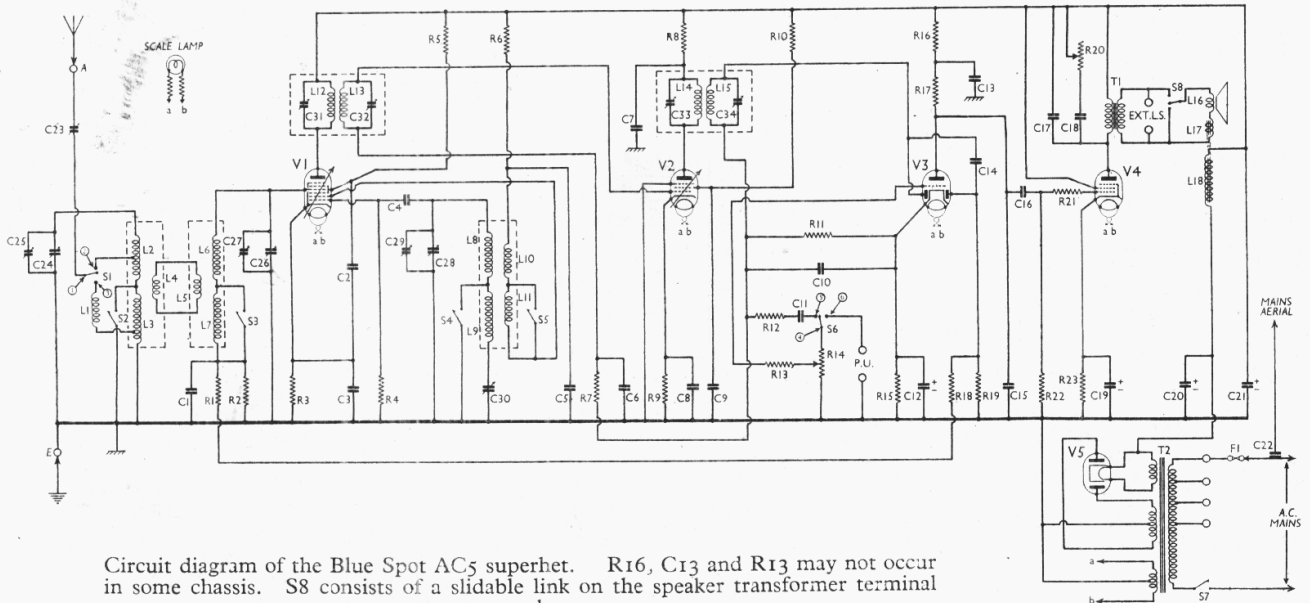 SCALE LAMP
a b
A
C23
C25
C24
S1
L1
S2
L2
L3
L4
L5
L6
L7
S3
C1
R1
R2
C27
C26
L12
C31
L13
C32
V1
a b
R3
C2
C3
R4
C4
C29
C28
R5
R6
L8
L9
L10
L11
S4
S5
C30
C5
R7
C6
C7
R8
L14
C33
L15
C34
V2
a b
R9
C8
C9
R10
R11
C10
R12
C11
S6
R13
R14
P.U.
R16
R17
C13
V3
a b
C14
R15
C12
+
R18
R19
C15
C16
R21
R22
C17
C18
R20
T1
EXT.L.S.
S8
L16
L17
L18
V4
a b
R23
C19
+
C20
+
C21
+
MAINS
AERIAL
E
V5
T2
F1
C22
A.C.
MAINS
a
b
S7
Circuit diagram of the Blue Spot AC5 superhet. R16, C13 and R13 may not occur
in some chassis. S8 consists of a slidable link on the speaker transformer terminal